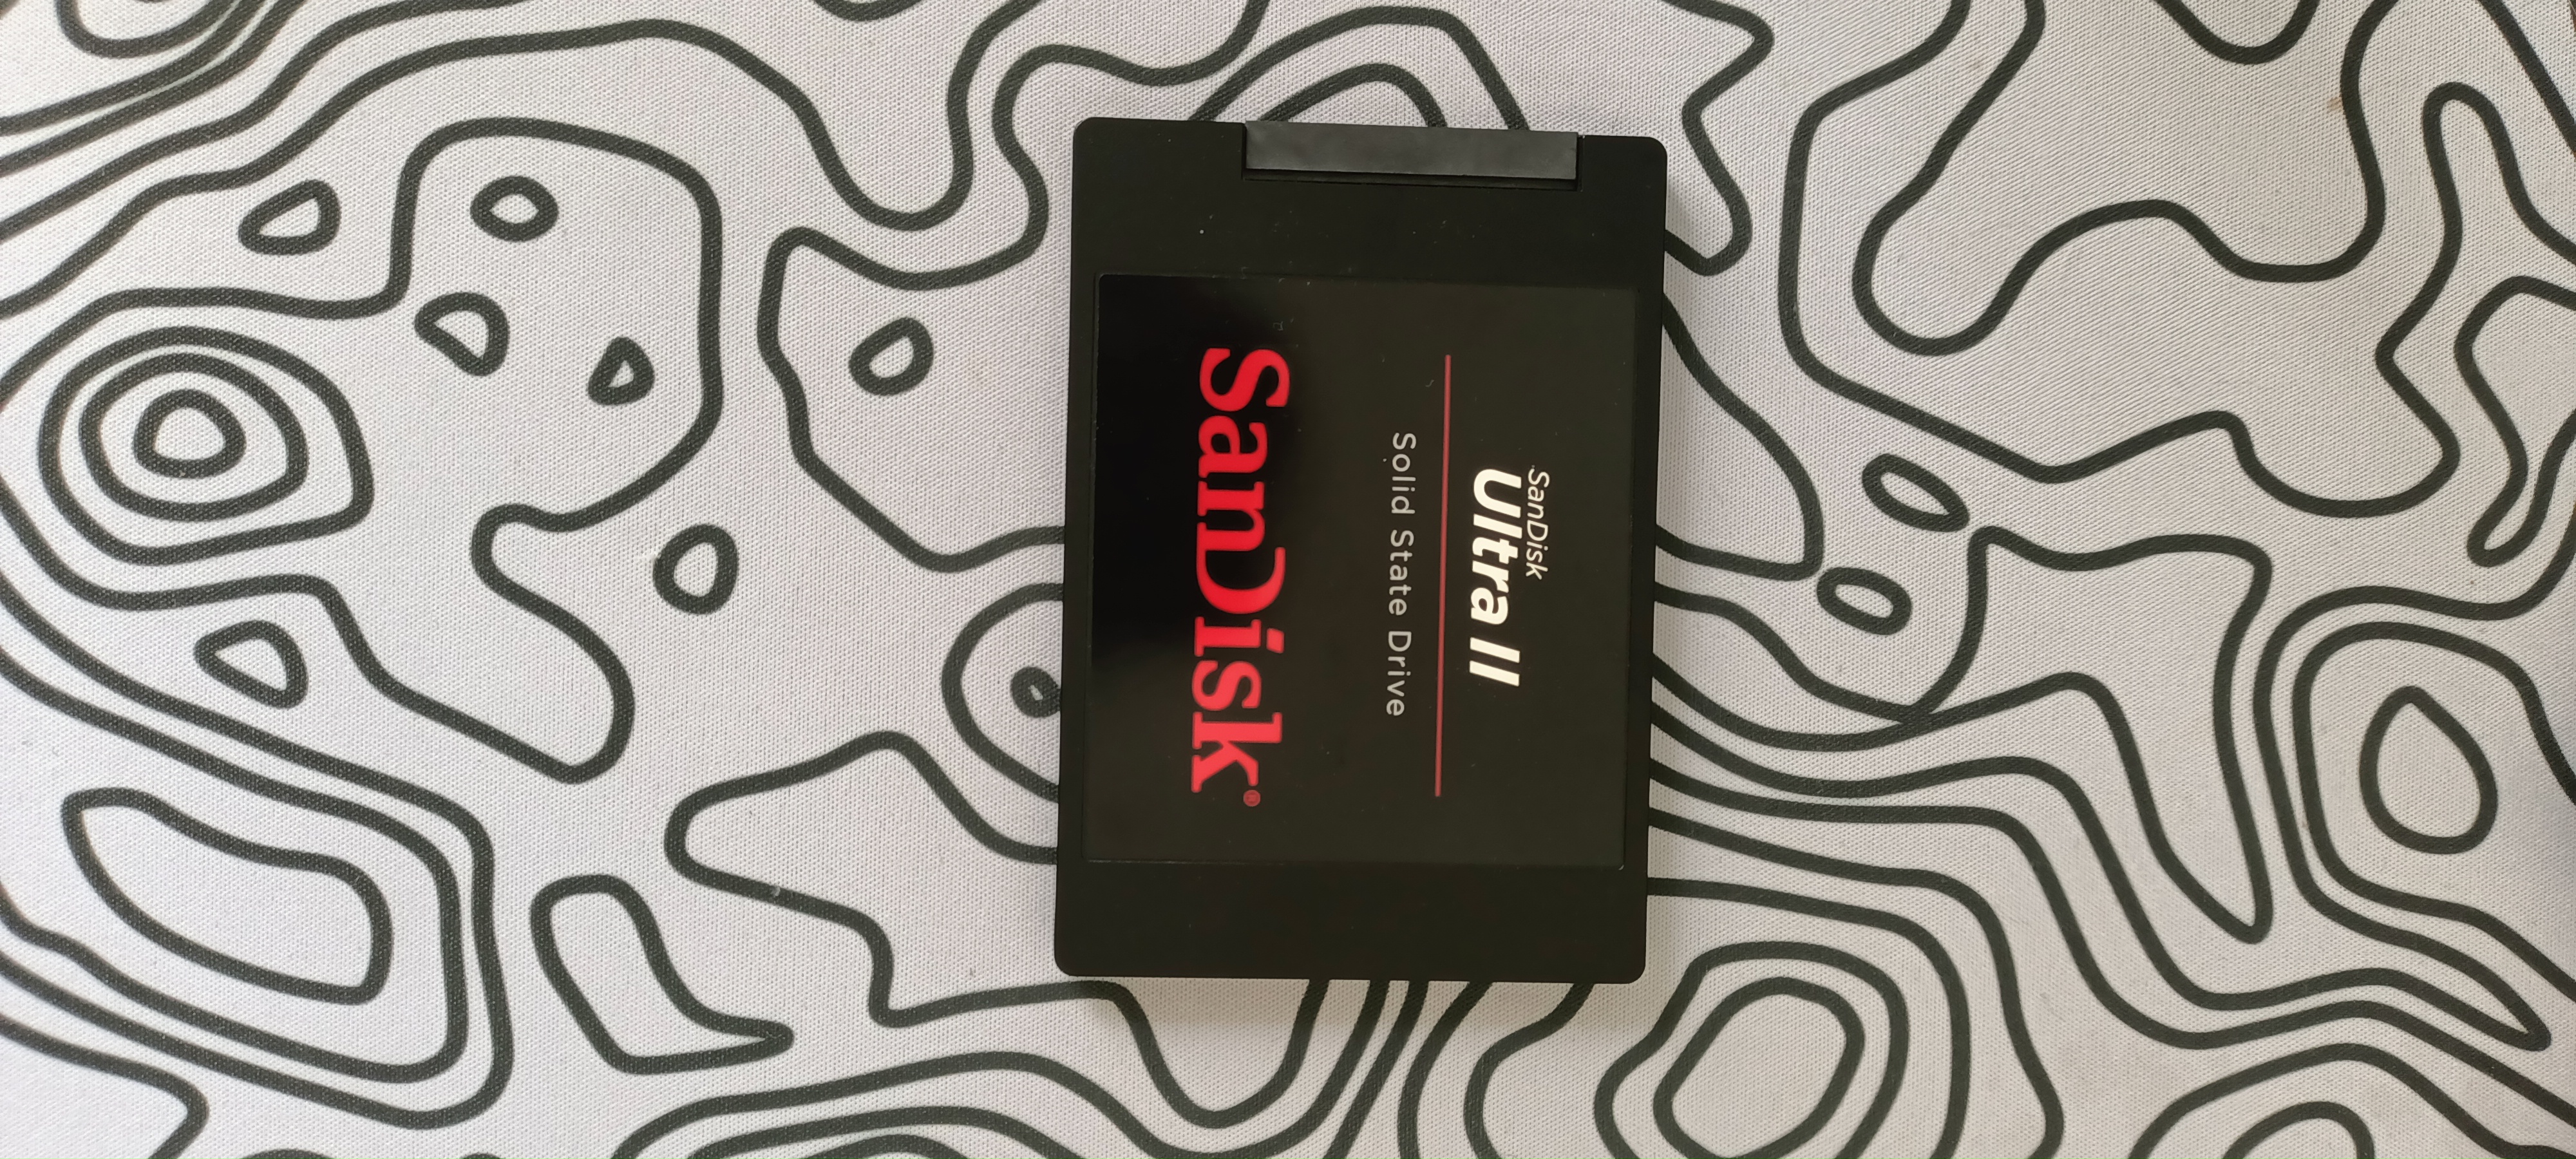 SanDisk
Ultra II
Solid State Drive
SanDisk®